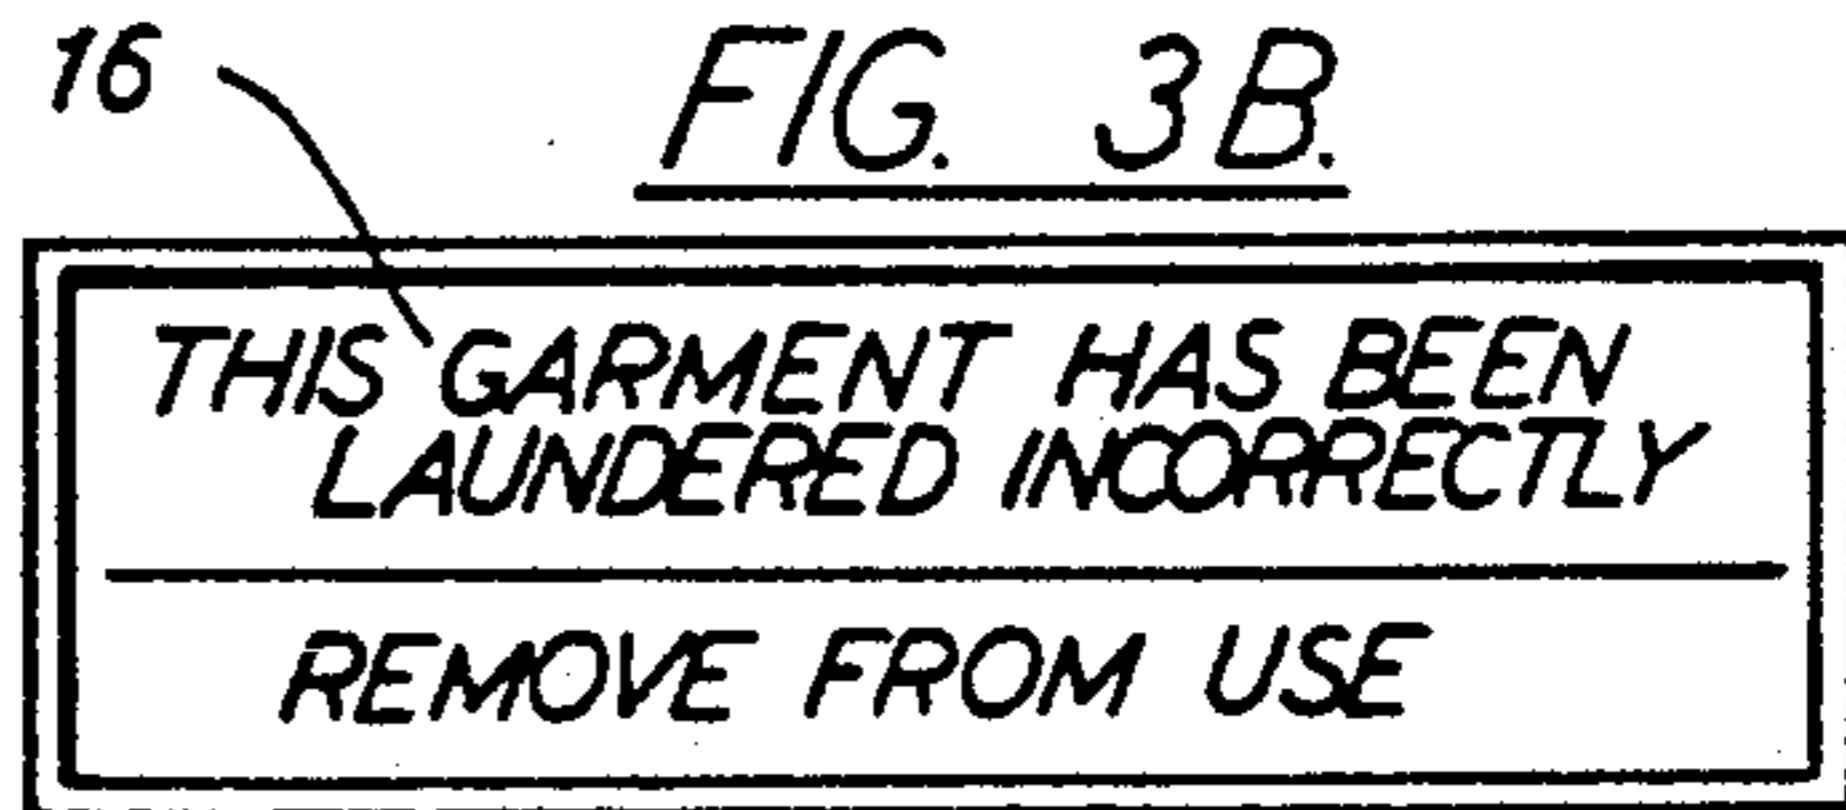 16
FIG. 3B.
THIS GARMENT HAS BEEN
LAUNDERED INCORRECTLY
REMOVE FROM USE